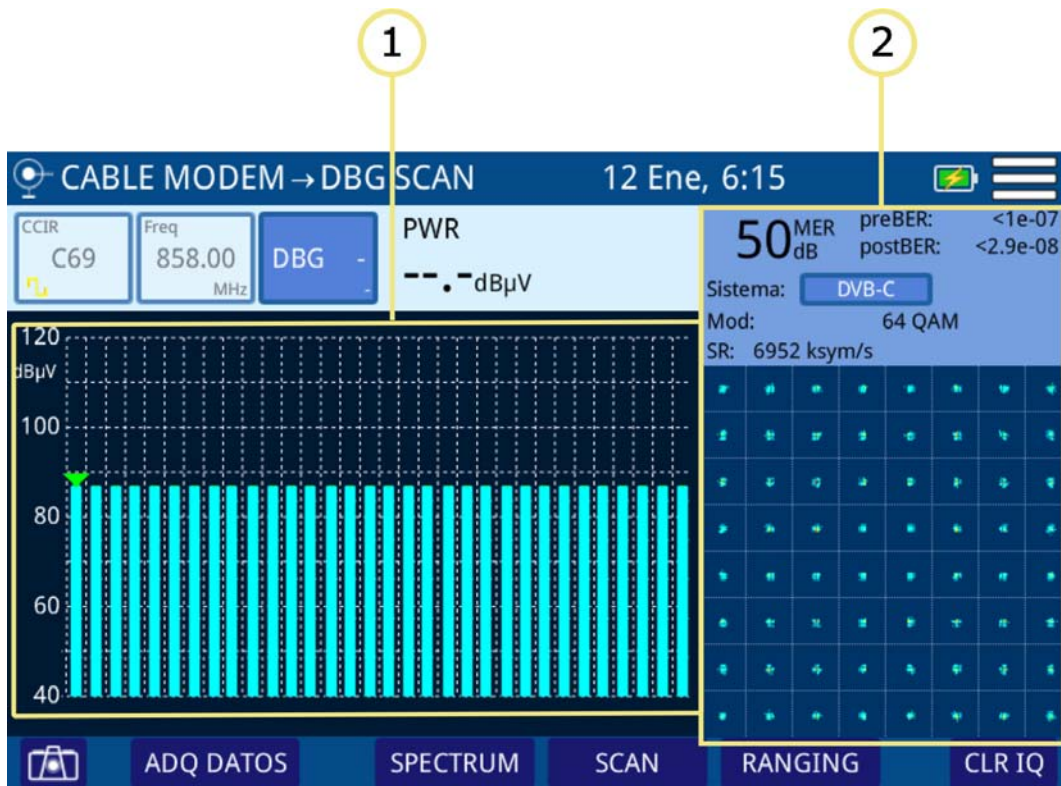 1
2
CABLE MODEM → DBG SCAN
12 Ene, 6:15
CCIR
C69
Freq
858.00
MHz
DBG -
-
PWR
--.-dBµV
50 MER dB
preBER: <1e-07
postBER: <2.9e-08
Sistema: DVB-C
Mod: 64 QAM
SR: 6952 ksym/s
120
dBµV
100
80
60
40
ADQ DATOS
SPECTRUM
SCAN
RANGING
CLR IQ